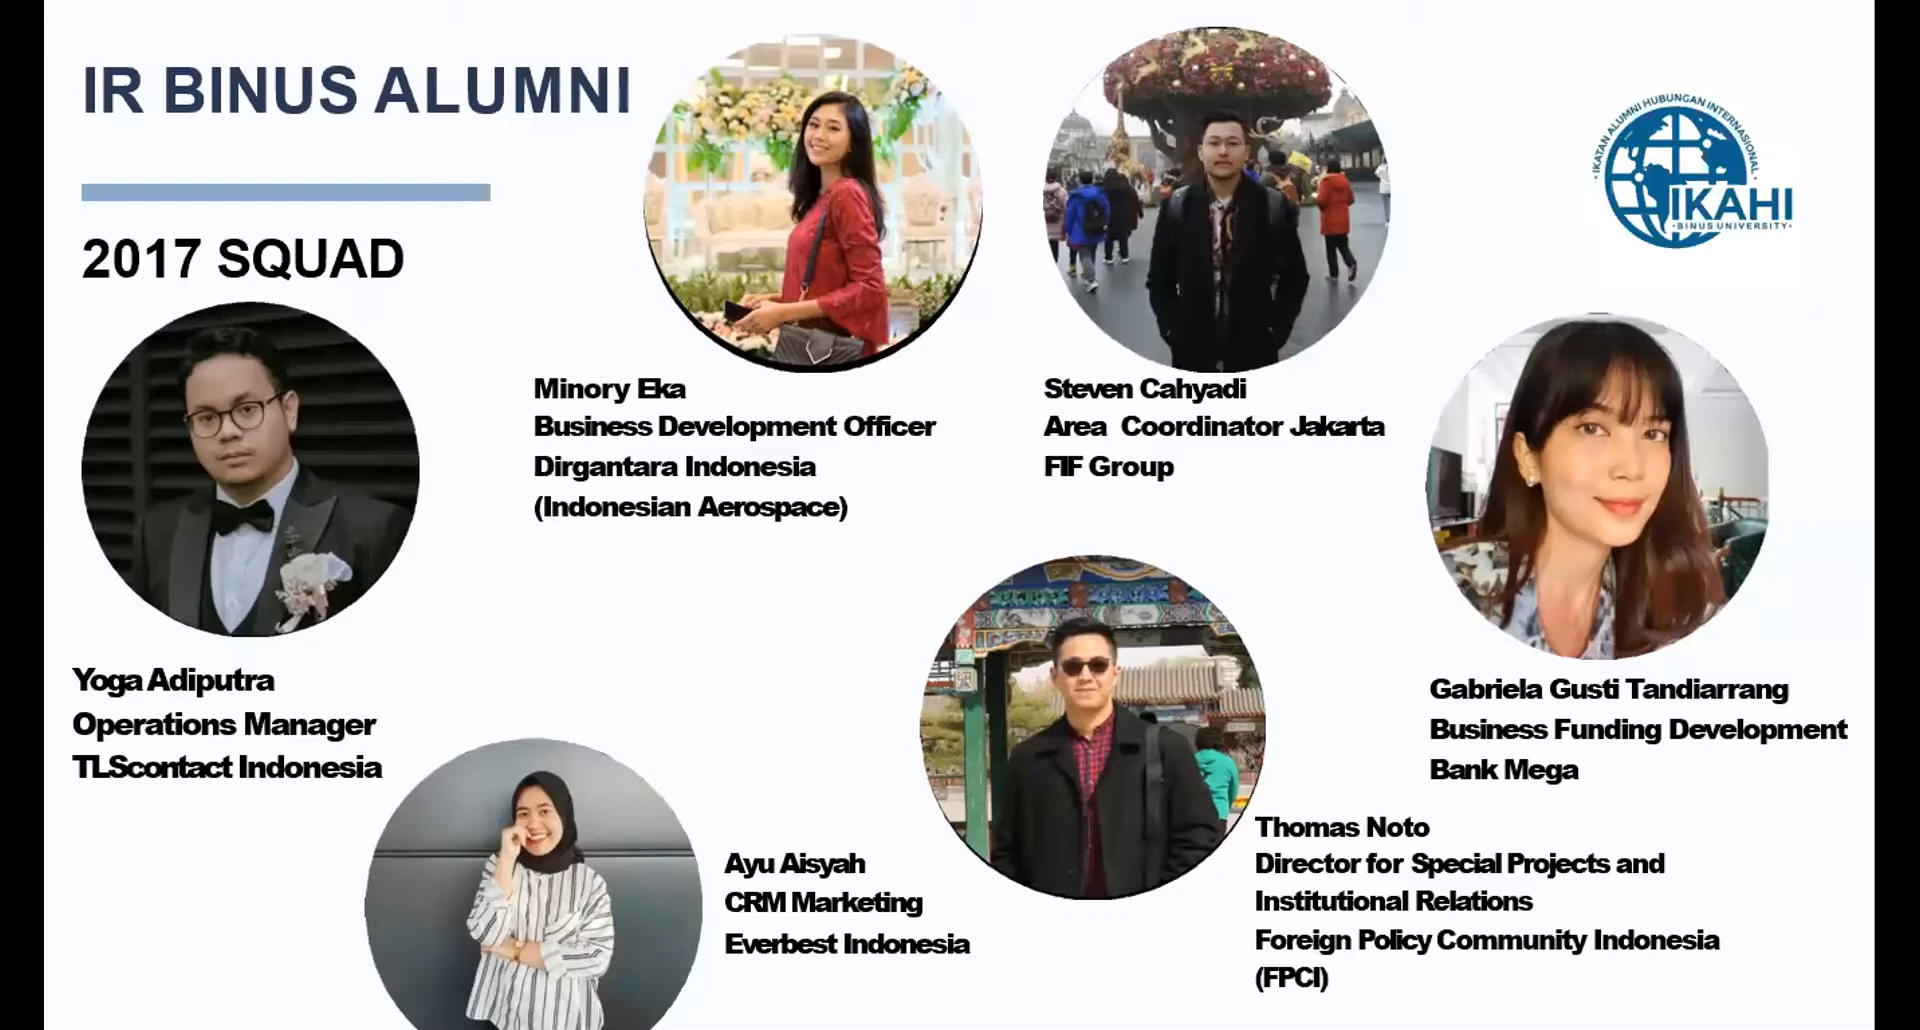 IR BINUS ALUMNI
2017 SQUAD
IKATAN ALUMNI HUBUNGAN INTERNASIONAL
IKAHI
·BINUS UNIVERSITY·
Minory Eka
Business Development Officer
Dirgantara Indonesia
(Indonesian Aerospace)
Steven Cahyadi
Area Coordinator Jakarta
FIF Group
Yoga Adiputra
Operations Manager
TLScontact Indonesia
Gabriela Gusti Tandiarrang
Business Funding Development
Bank Mega
Ayu Aisyah
CRM Marketing
Everbest Indonesia
Thomas Noto
Director for Special Projects and
Institutional Relations
Foreign Policy Community Indonesia
(FPCI)